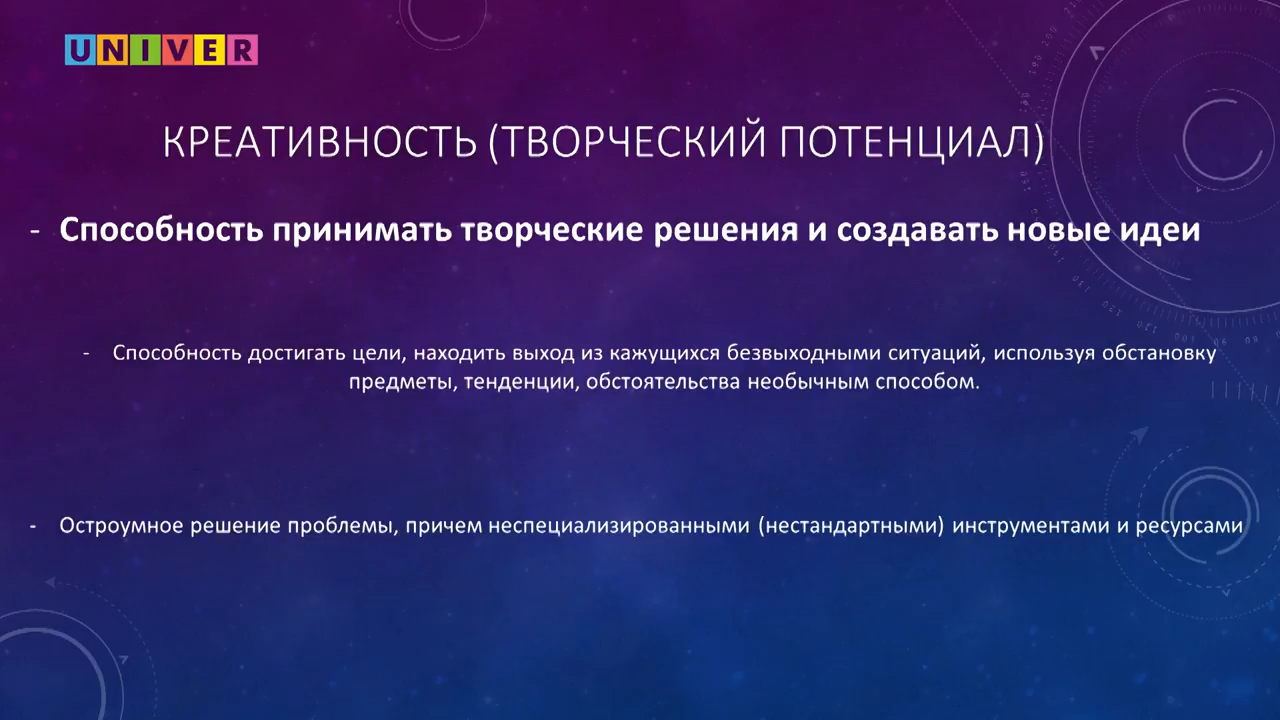 UNIVER
КРЕАТИВНОСТЬ (ТВОРЧЕСКИЙ ПОТЕНЦИАЛ)
- Способность принимать творческие решения и создавать новые идеи
- Способность достигать цели, находить выход из кажущихся безвыходными ситуаций, используя обстановку
предметы, тенденции, обстоятельства необычным способом.
- Остроумное решение проблемы, причем неспециализированными (нестандартными) инструментами и ресурсами